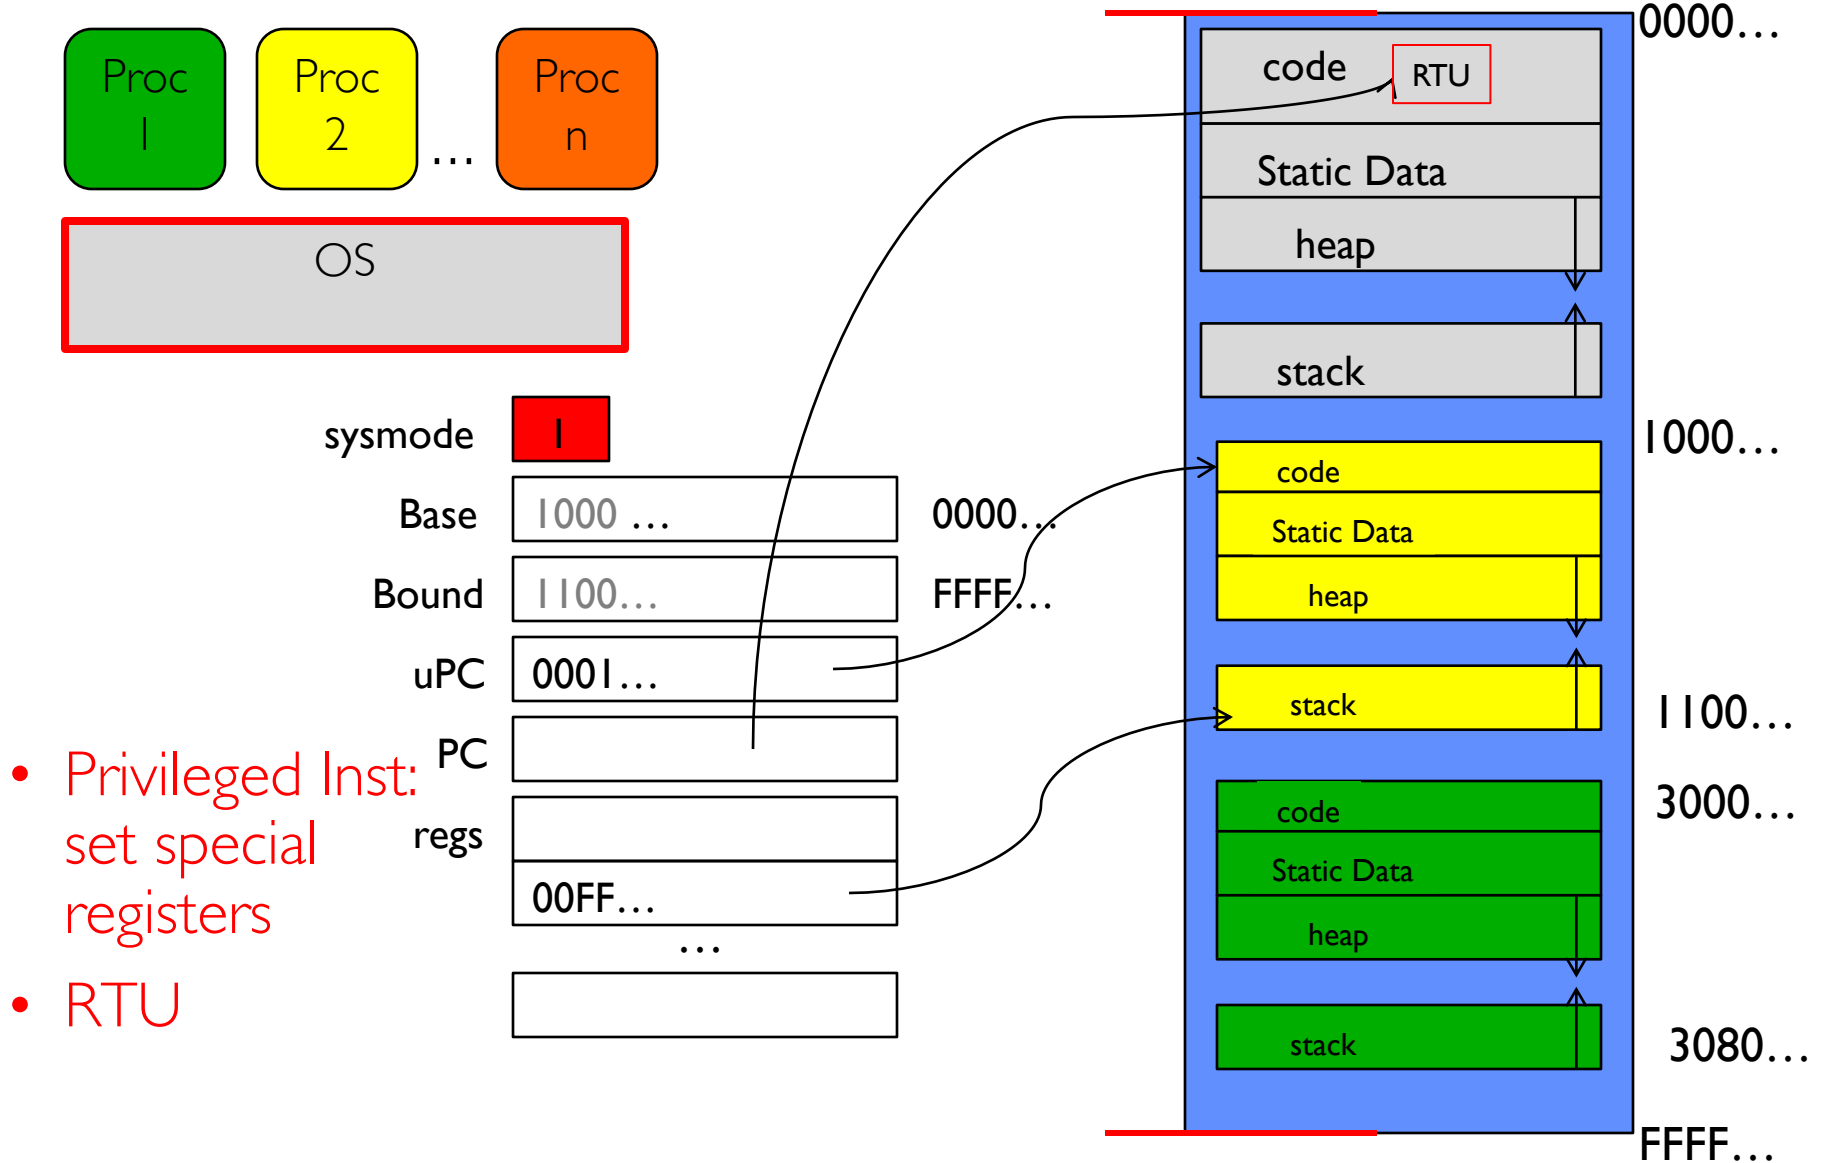 Proc
1
Proc
2
…
Proc
n
OS
sysmode 1
Base 1000 … 0000…
Bound 1100… FFFF…
uPC 0001…
PC
regs
00FF…
…
• Privileged Inst:
set special
registers
• RTU
0000…
code RTU
Static Data
heap
stack
1000…
code
Static Data
heap
stack
1100…
3000…
code
Static Data
heap
stack
3080…
FFFF…